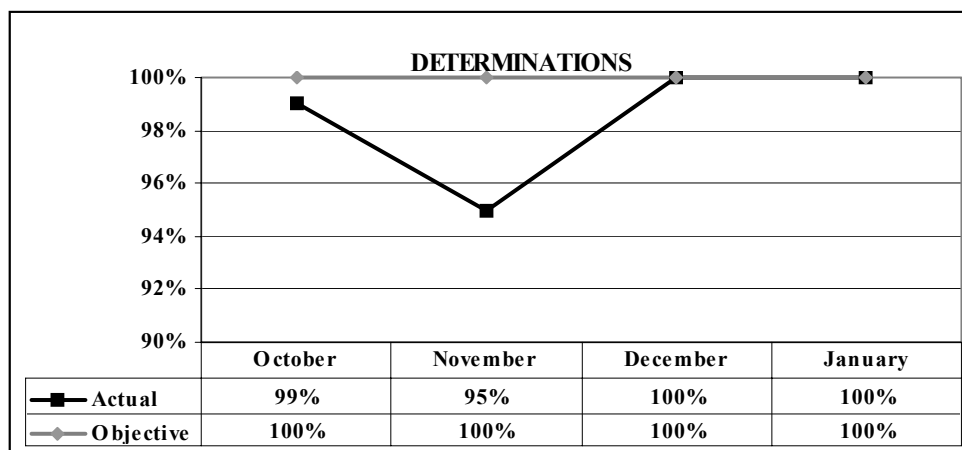 DETERMINATIONS
100%
98%
96%
94%
92%
90%
October November December January
Actual 99% 95% 100% 100%
Objective 100% 100% 100% 100%